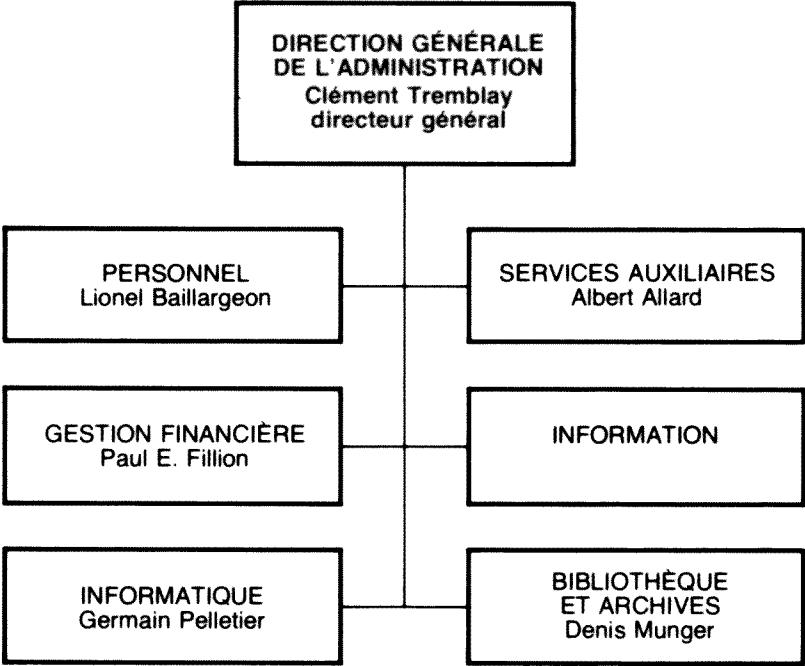 DIRECTION GÉNÉRALE
DE L'ADMINISTRATION
Clément Tremblay
directeur général
PERSONNEL
Lionel Baillargeon
SERVICES AUXILIAIRES
Albert Allard
GESTION FINANCIÈRE
Paul E. Fillion
INFORMATION
INFORMATIQUE
Germain Pelletier
BIBLIOTHÈQUE
ET ARCHIVES
Denis Munger